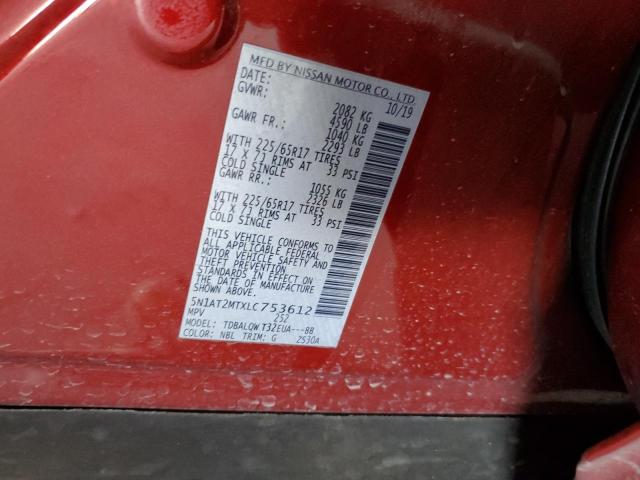 MFD BY NISSAN MOTOR CO., LTD.
DATE: 10/19
GVWR: 2082 KG
4590 LB
GAWR FR.: 1040 KG
2293 LB
WITH 225/65R17 TIRES
17 X 7J RIMS AT 33 PSI
COLD SINGLE
GAWR RR.: 1055 KG
2326 LB
WITH 225/65R17 TIRES
17 X 7J RIMS AT 33 PSI
COLD SINGLE
THIS VEHICLE CONFORMS TO
ALL APPLICABLE FEDERAL
MOTOR VEHICLE SAFETY AND
THEFT PREVENTION
STANDARDS IN EFFECT ON
THE DATE OF MANUFACTURE
SHOWN ABOVE.
5N1AT2MTXLC753612
MPV 252
MODEL: TDBALQW T32EUA---BB
COLOR: NBL TRIM: G 2S30A